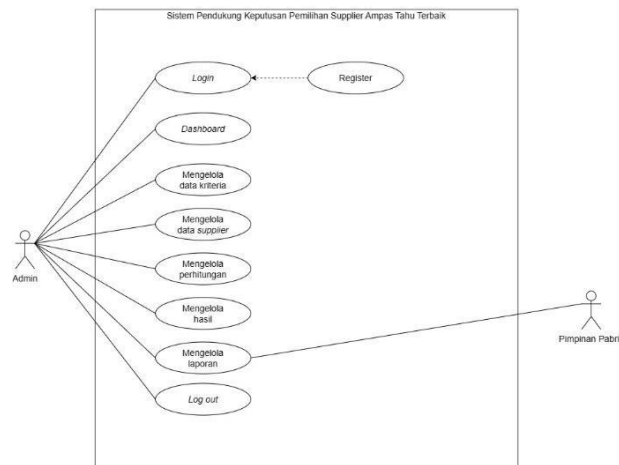 Sistem Pendukung Keputusan Pemilihan Supplier Ampas Tahu Terbaik
Login
Register
Dashboard
Mengelola
data kriteria
Mengelola
data supplier
Admin
Mengelola
perhitungan
Mengelola
hasil
Mengelola
laporan
Pimpinan Pabri
Log out